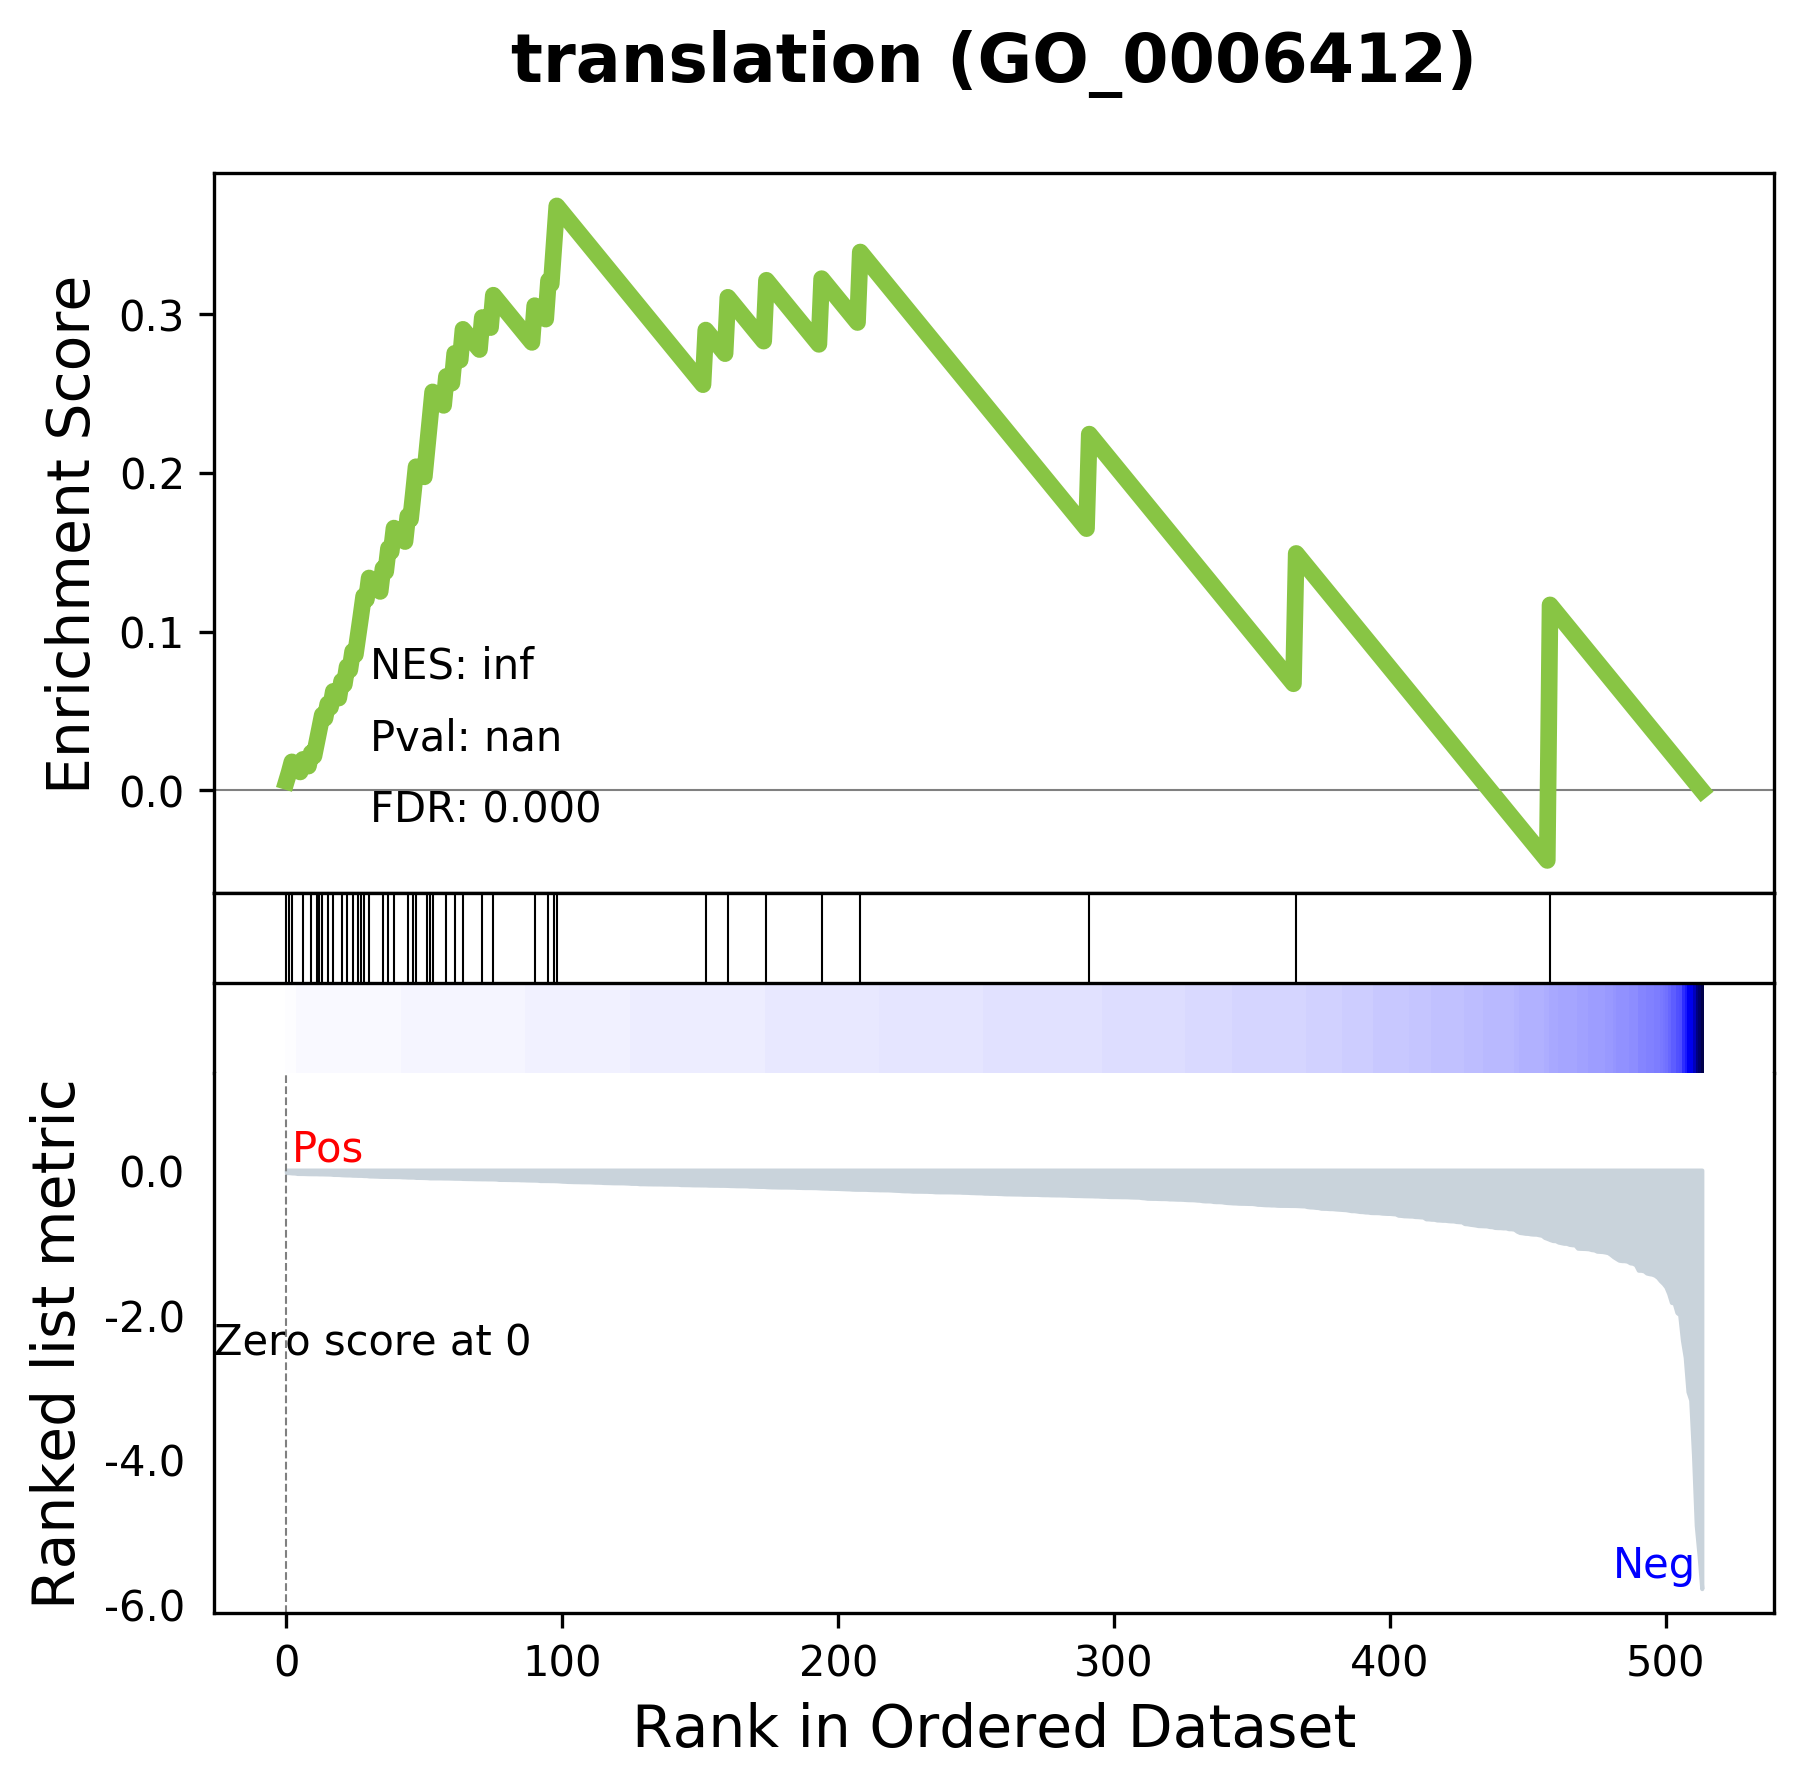 translation (GO_0006412)
Enrichment Score
0.3
0.2
0.1
0.0
NES: inf
Pval: nan
FDR: 0.000
Ranked list metric
0.0
-2.0
-4.0
-6.0
Pos
Zero score at 0
Neg
0 100 200 300 400 500
Rank in Ordered Dataset